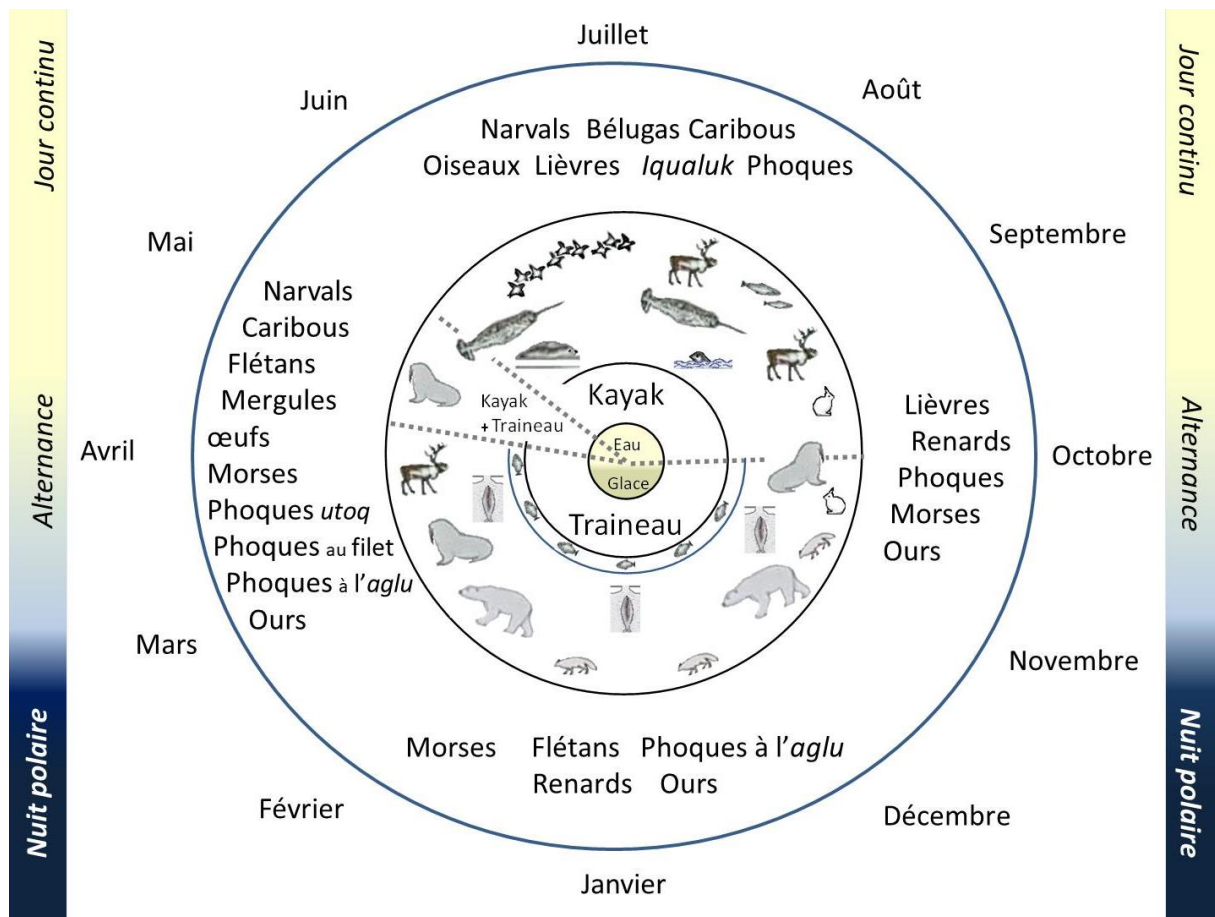 Juillet
Juin
Août
Mai
Septembre
Avril
Octobre
Mars
Novembre
Février
Décembre
Janvier
Jour continu
Alternance
Nuit polaire
Jour continu
Alternance
Nuit polaire
Narvals Bélugas Caribous
Oiseaux Lièvres Iqualuk Phoques
Narvals
Caribous
Flétans
Mergules
œufs
Morses
Phoques utoq
Phoques au filet
Phoques à l'aglu
Ours
Lièvres
Renards
Phoques
Morses
Ours
Morses Flétans Phoques à l'aglu
Renards Ours
Kayak
Kayak
+ Traineau
Eau
Glace
Traineau